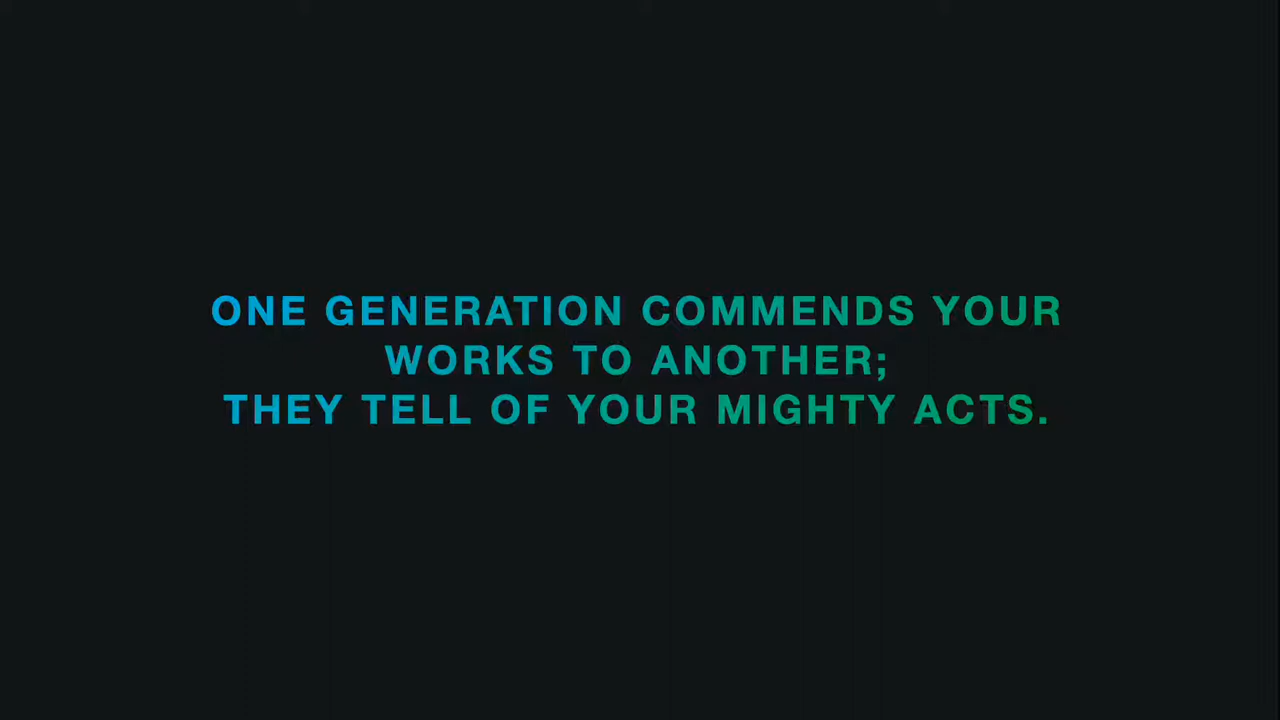 ONE GENERATION COMMENDS YOUR
WORKS TO ANOTHER;
THEY TELL OF YOUR MIGHTY ACTS.